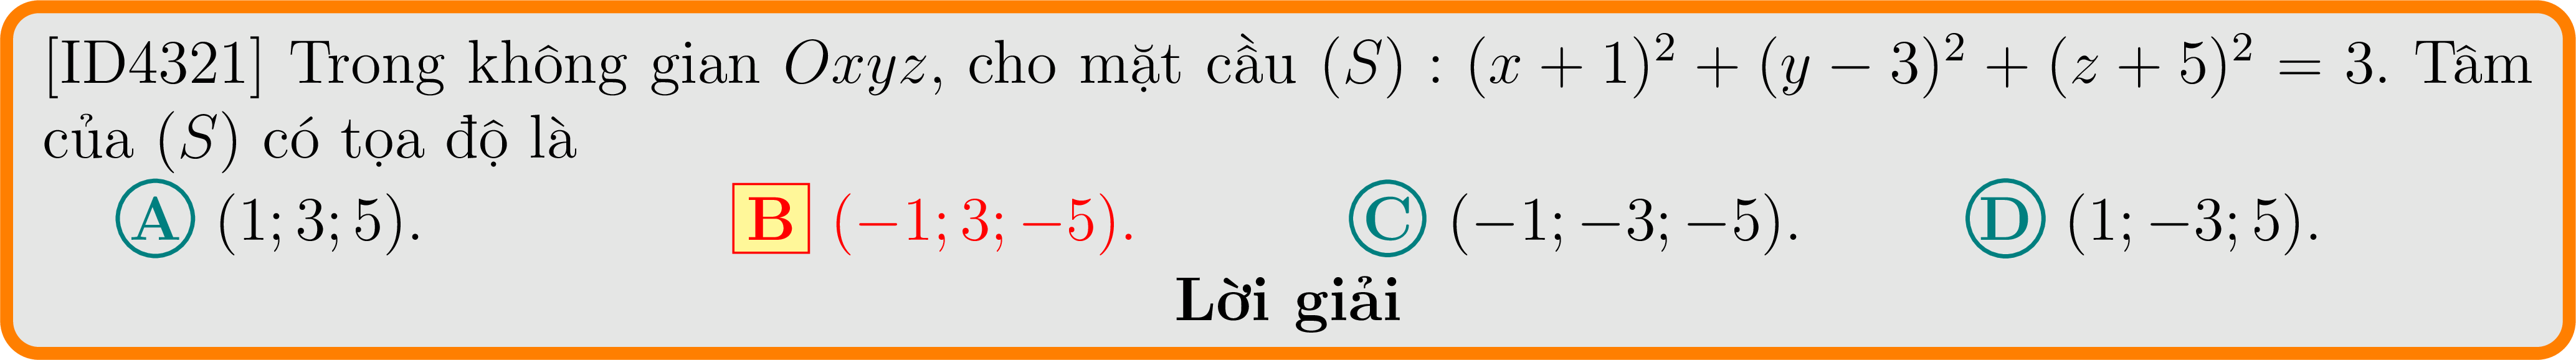 [ID4321] Trong không gian Oxyz, cho mặt cầu (S) : (x + 1)² + (y − 3)² + (z + 5)² = 3. Tâm
của (S) có tọa độ là
A (1; 3; 5). B (−1; 3; −5). C (−1; −3; −5). D (1; −3; 5).
Lời giải